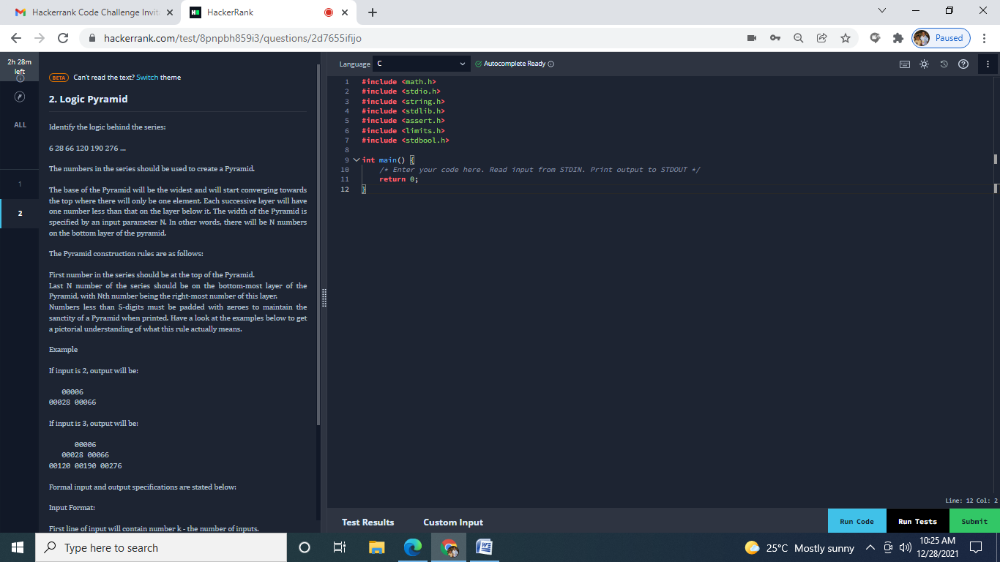 Hackerrank Code Challenge Invit
HackerRank
hackerrank.com/test/8pnpbh859i3/questions/2d7655ifijo
Paused
2h 28m
left
ALL
1
2
BETA Can't read the text? Switch theme
2. Logic Pyramid
Identify the logic behind the series:
6 28 66 120 190 276 ...
The numbers in the series should be used to create a Pyramid.
The base of the Pyramid will be the widest and will start converging towards
the top where there will only be one element. Each successive layer will have
one number less than that on the layer below it. The width of the Pyramid is
specified by an input parameter N. In other words, there will be N numbers
on the bottom layer of the pyramid.
The Pyramid construction rules are as follows:
First number in the series should be at the top of the Pyramid.
Last N number of the series should be on the bottom-most layer of the
Pyramid, with Nth number being the right-most number of this layer.
Numbers less than 5-digits must be padded with zeroes to maintain the
sanctity of a Pyramid when printed. Have a look at the examples below to get
a pictorial understanding of what this rule actually means.
Example
If input is 2, output will be:
00006
00028 00066
If input is 3, output will be:
00006
00028 00066
00120 00190 00276
Formal input and output specifications are stated below:
Input Format:
First line of input will contain number k - the number of inputs.
Language C
Autocomplete Ready
1 #include <math.h>
2 #include <stdio.h>
3 #include <string.h>
4 #include <stdlib.h>
5 #include <assert.h>
6 #include <limits.h>
7 #include <stdbool.h>
8
9 int main() {
10 /* Enter your code here. Read input from STDIN. Print output to STDOUT */
11 return 0;
12 }
Line: 12 Col: 2
Test Results
Custom Input
Run Code
Run Tests
Submit
Type here to search
25°C Mostly sunny
10:25 AM
12/28/2021